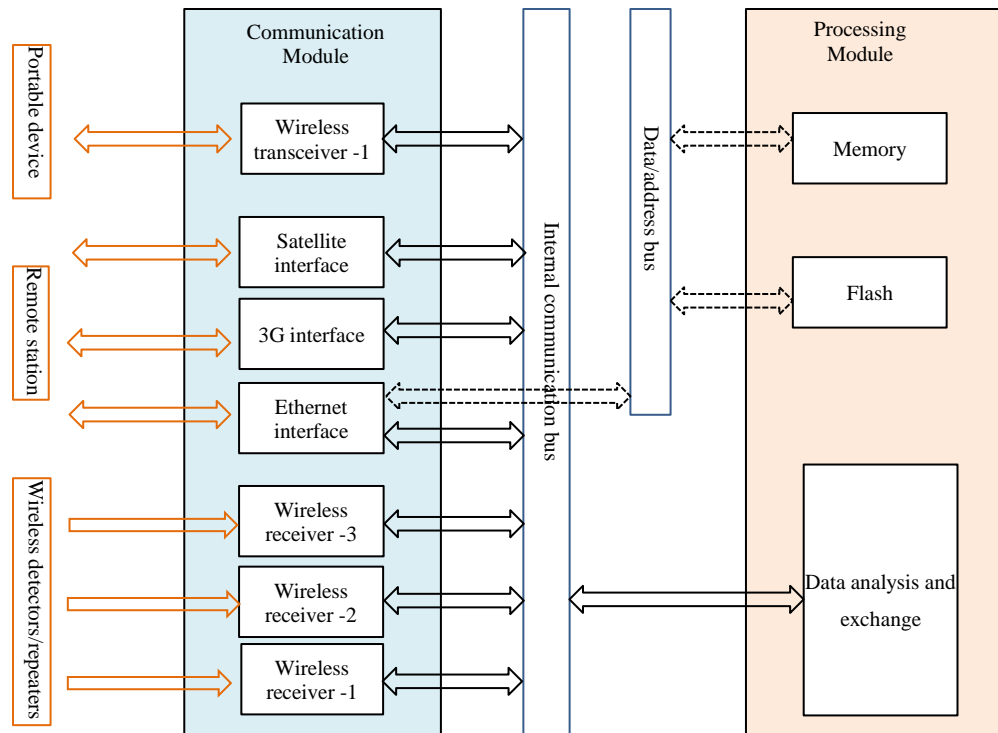 Portable device
Remote station
Wireless detectors/repeaters
Communication
Module
Wireless
transceiver -1
Satellite
interface
3G interface
Ethernet
interface
Wireless
receiver -3
Wireless
receiver -2
Wireless
receiver -1
Internal communication bus
Data/address bus
Processing
Module
Memory
Flash
Data analysis and
exchange